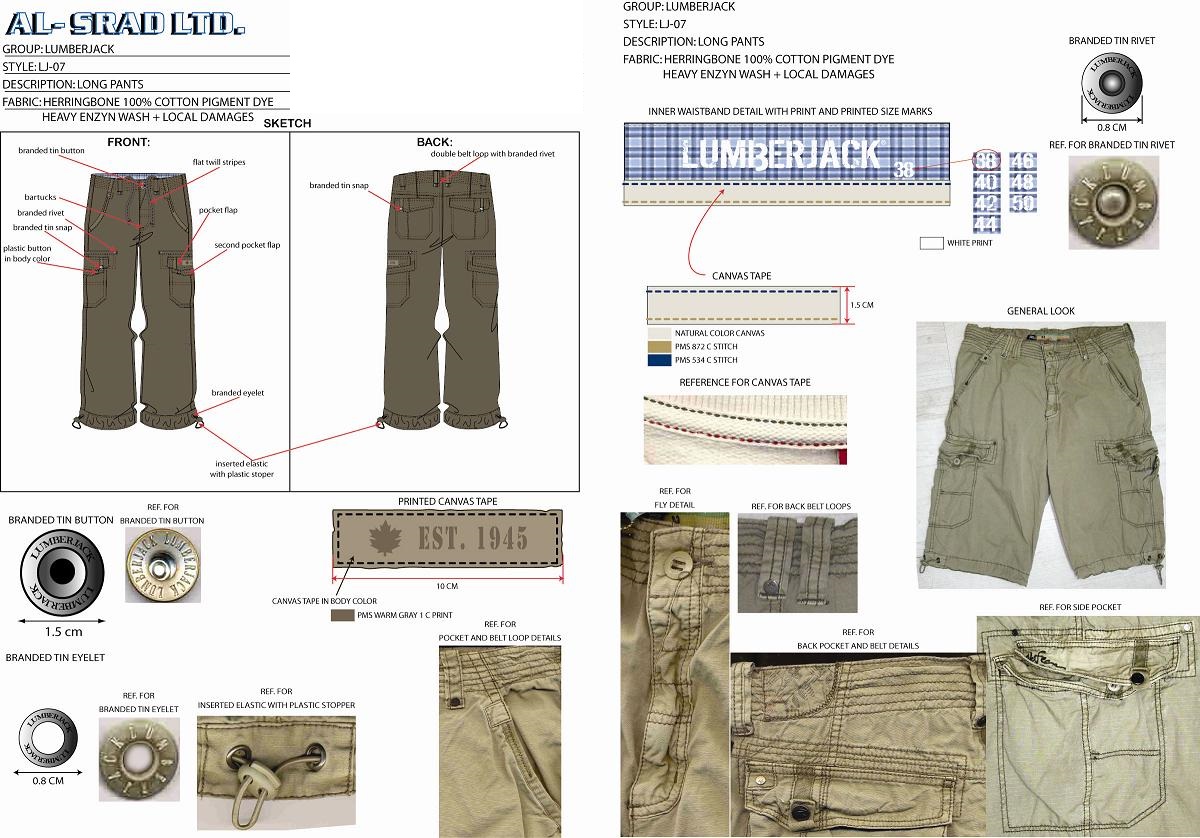 AL-SRAD LTD.
GROUP: LUMBERJACK
STYLE: LJ-07
DESCRIPTION: LONG PANTS
FABRIC: HERRINGBONE 100% COTTON PIGMENT DYE
HEAVY ENZYN WASH + LOCAL DAMAGES
SKETCH
FRONT:
branded tin button
flat twill stripes
bartucks
branded rivet
pocket flap
branded tin snap
plastic button
in body color
second pocket flap
branded eyelet
inserted elastic
with plastic stoper
BACK:
double belt loop with branded rivet
branded tin snap
BRANDED TIN BUTTON
LUMBERJACK
LUMBERJACK
1.5 cm
REF. FOR
BRANDED TIN BUTTON
LUMBERJACK LUMBERJACK
PRINTED CANVAS TAPE
EST. 1945
10 CM
CANVAS TAPE IN BODY COLOR
PMS WARM GRAY 1 C PRINT
BRANDED TIN EYELET
LUMBERJACK
LUMBERJACK
0.8 CM
REF. FOR
BRANDED TIN EYELET
REF. FOR
INSERTED ELASTIC WITH PLASTIC STOPPER
REF. FOR
POCKET AND BELT LOOP DETAILS
GROUP: LUMBERJACK
STYLE: LJ-07
DESCRIPTION: LONG PANTS
FABRIC: HERRINGBONE 100% COTTON PIGMENT DYE
HEAVY ENZYN WASH + LOCAL DAMAGES
BRANDED TIN RIVET
LUMBERJACK
LUMBERJACK
0.8 CM
REF. FOR BRANDED TIN RIVET
INNER WAISTBAND DETAIL WITH PRINT AND PRINTED SIZE MARKS
LUMBERJACK
38
38 46
40 48
42 50
44
WHITE PRINT
CANVAS TAPE
1.5 CM
NATURAL COLOR CANVAS
PMS 872 C STITCH
PMS 534 C STITCH
REFERENCE FOR CANVAS TAPE
GENERAL LOOK
REF. FOR
FLY DETAIL
REF. FOR BACK BELT LOOPS
REF. FOR
BACK POCKET AND BELT DETAILS
REF. FOR SIDE POCKET